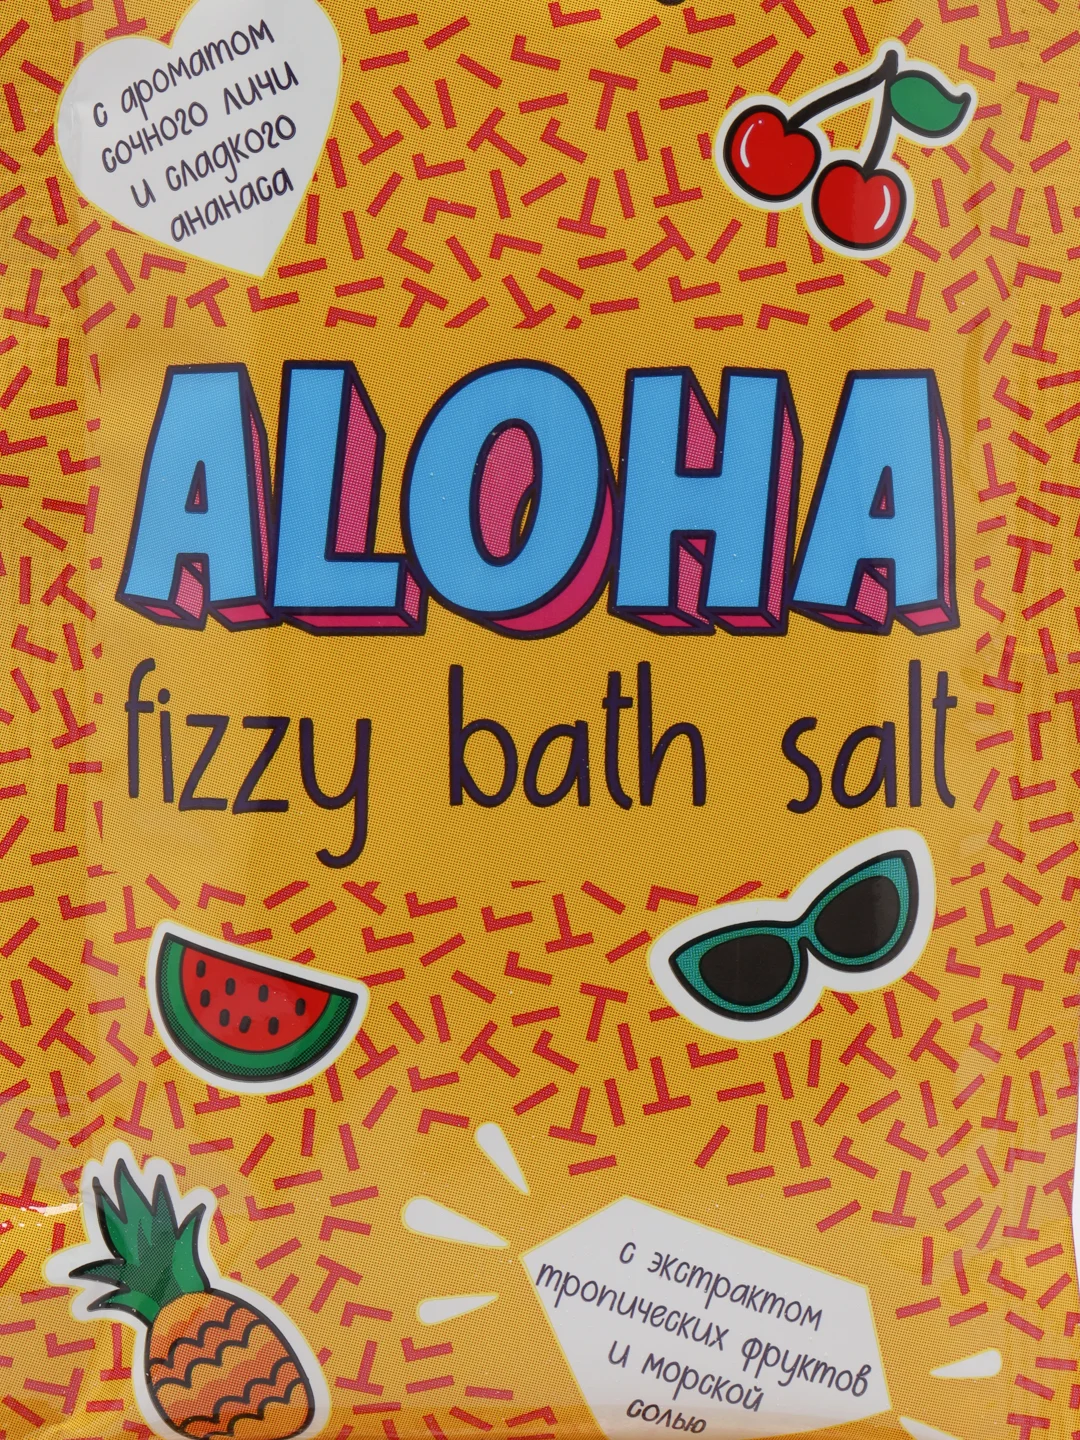 с ароматом
сочного личи
и сладкого
ананаса
ALOHA
fizzy bath salt
с экстрактом
тропических фруктов
и морской
солью